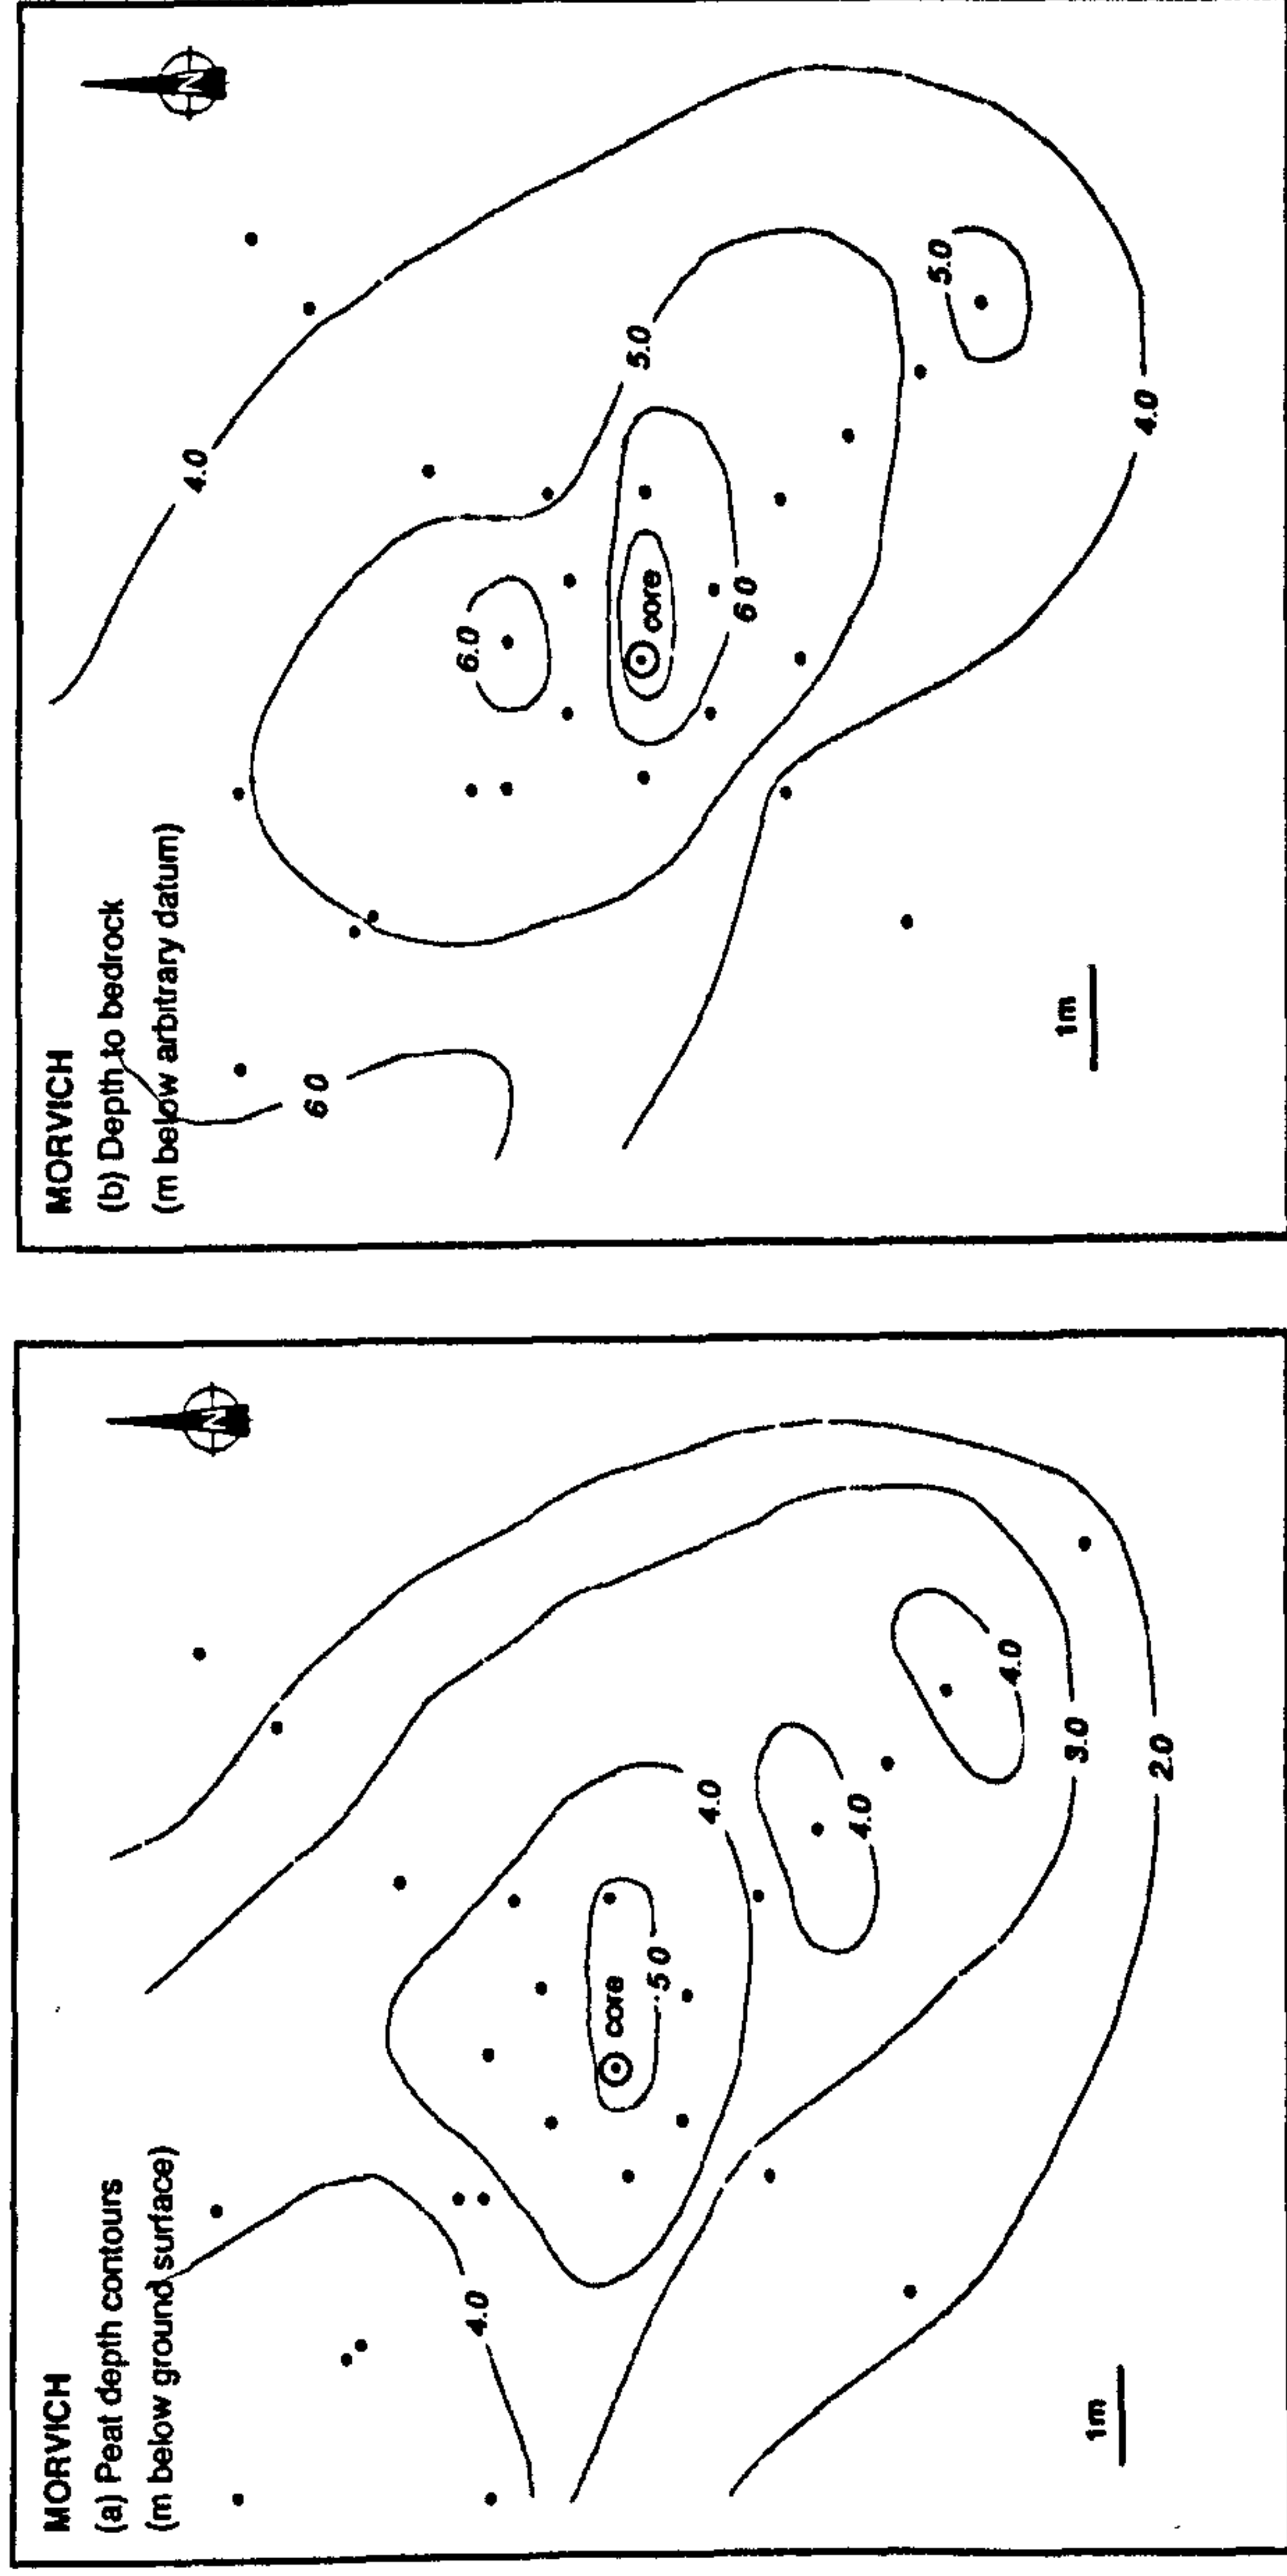 MORVICH
(a) Peat depth contours
(m below ground surface)
N
4.0
core
5 0
4.0
4.0
4.0
3.0
2.0
1m
MORVICH
(b) Depth to bedrock
(m below arbitrary datum)
N
4.0
6 0
6.0
5.0
core
6 0
5.0
4.0
1m